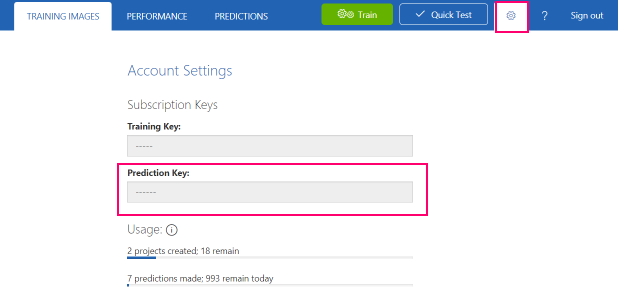 TRAINING IMAGES PERFORMANCE PREDICTIONS Train Quick Test ? Sign out
Account Settings
Subscription Keys
Training Key:
-----
Prediction Key:
------
Usage:
2 projects created; 18 remain
7 predictions made; 993 remain today